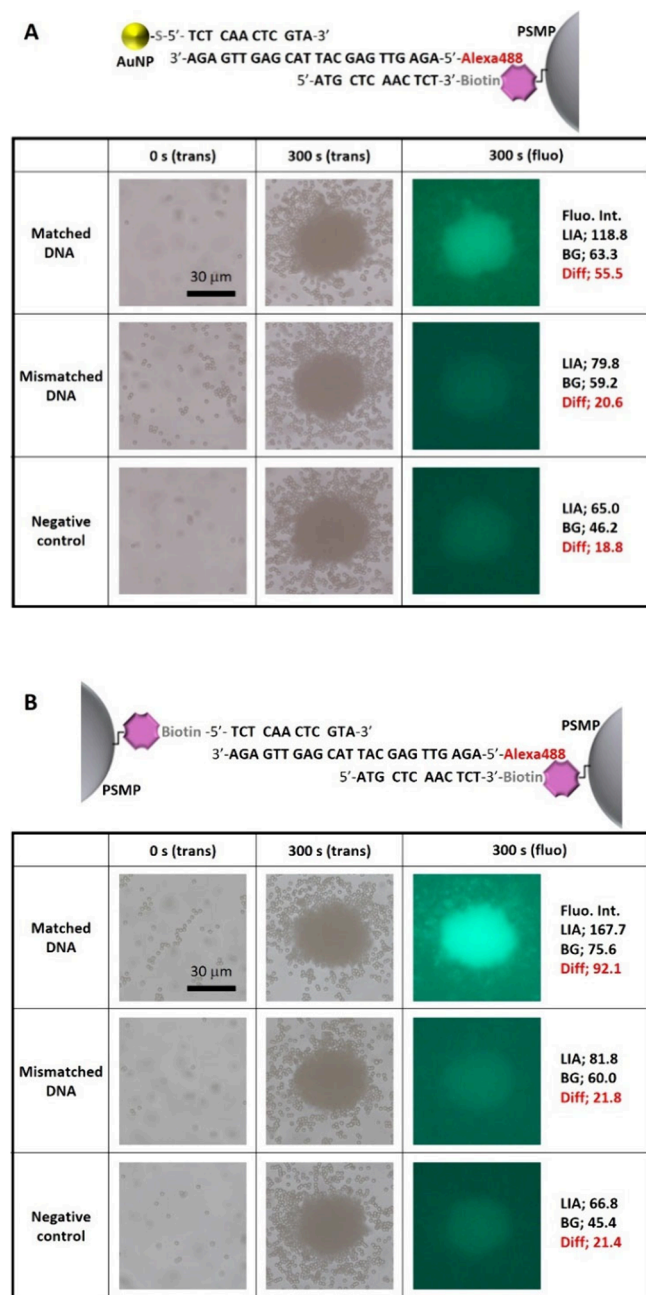 A
AuNP
-S-5’- TCT CAA CTC GTA-3’
3’-AGA GTT GAG CAT TAC GAG TTG AGA-5’-Alexa488
5’-ATG CTC AAC TCT-3’-Biotin
PSMP
0 s (trans) 300 s (trans) 300 s (fluo)
Matched
DNA
30 μm
Fluo. Int.
LIA; 118.8
BG; 63.3
Diff; 55.5
Mismatched
DNA
LIA; 79.8
BG; 59.2
Diff; 20.6
Negative
control
LIA; 65.0
BG; 46.2
Diff; 18.8
B
PSMP
Biotin -5’- TCT CAA CTC GTA-3’
3’-AGA GTT GAG CAT TAC GAG TTG AGA-5’-Alexa488
5’-ATG CTC AAC TCT-3’-Biotin
PSMP
0 s (trans) 300 s (trans) 300 s (fluo)
Matched
DNA
30 μm
Fluo. Int.
LIA; 167.7
BG; 75.6
Diff; 92.1
Mismatched
DNA
LIA; 81.8
BG; 60.0
Diff; 21.8
Negative
control
LIA; 66.8
BG; 45.4
Diff; 21.4